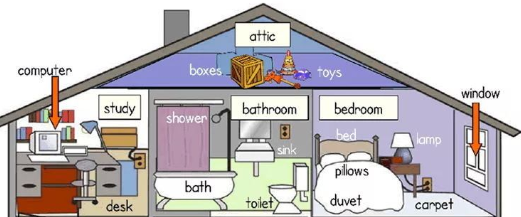 attic
boxes
toys
computer
window
study
shower
bathroom
bedroom
bed
lamp
sink
pillows
bath
desk
toilet
duvet
carpet